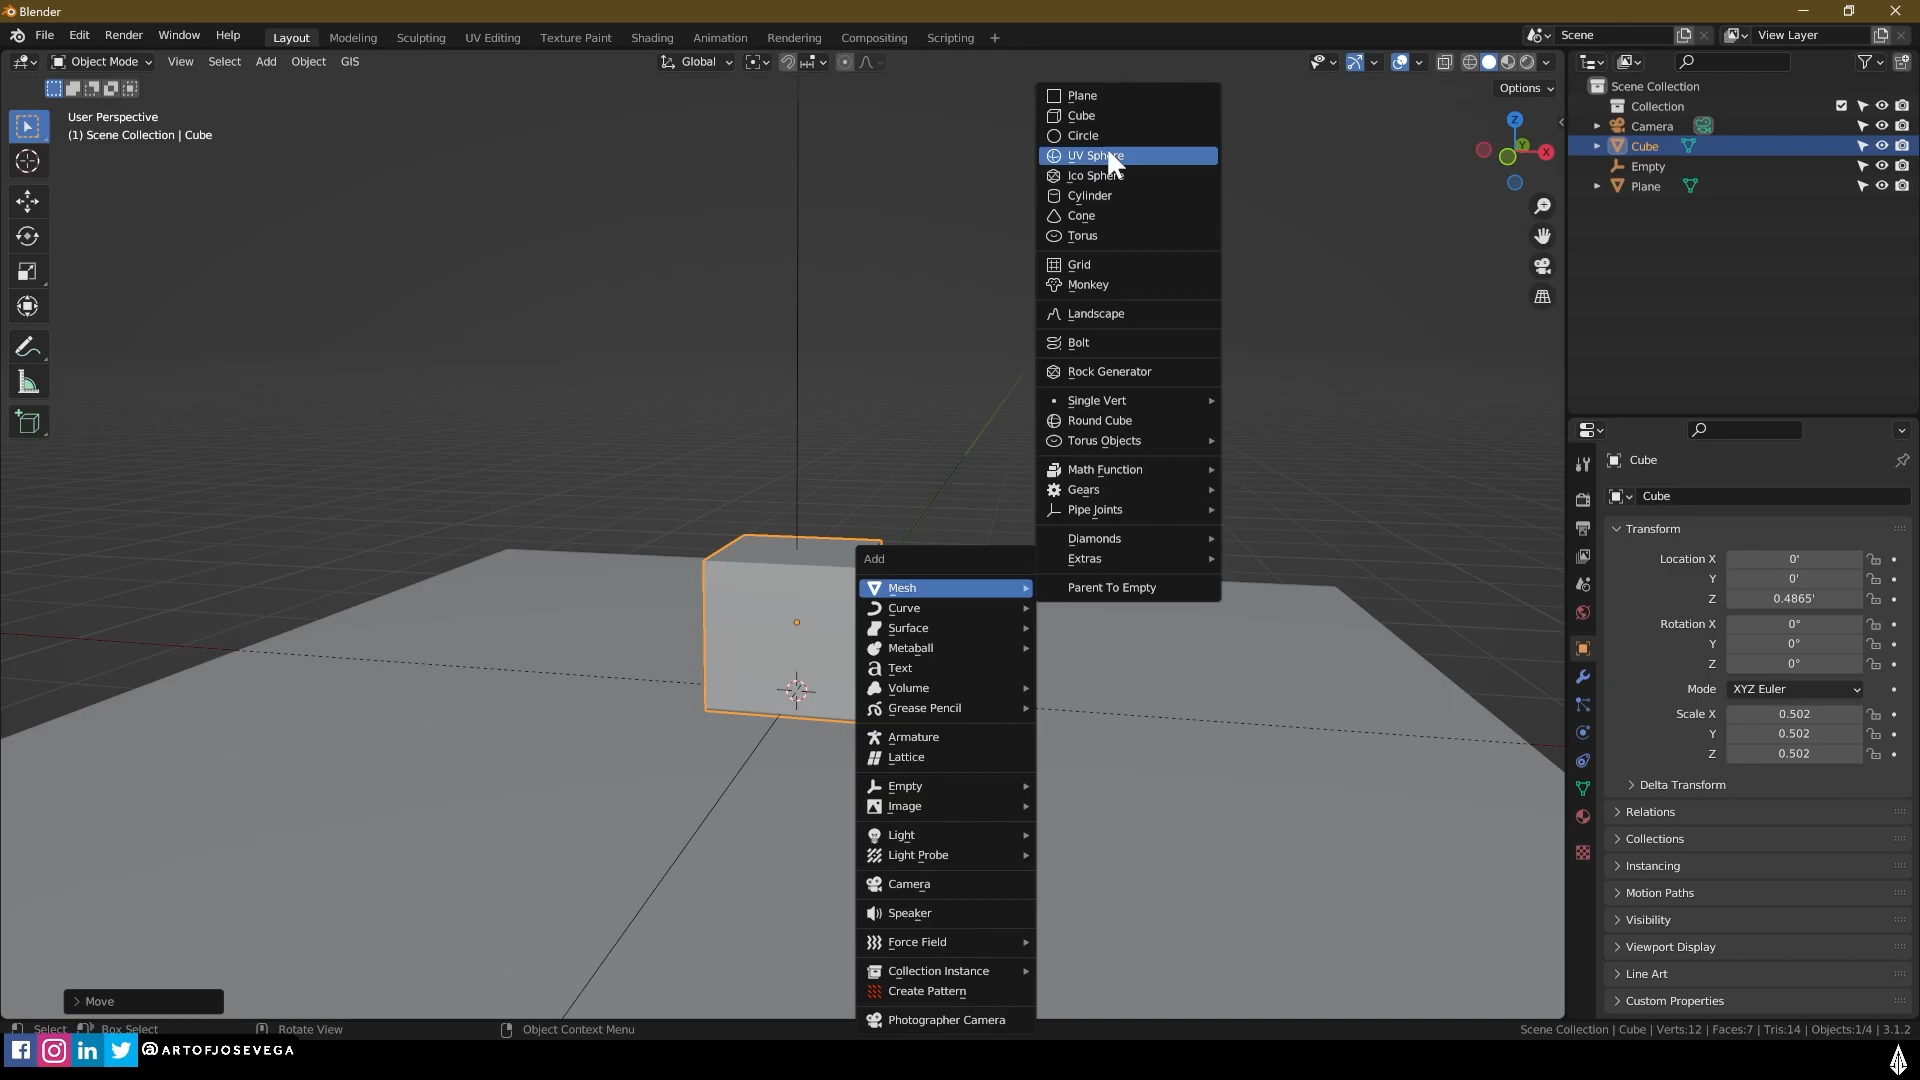 Blender
File Edit Render Window Help
Layout Modeling Sculpting UV Editing Texture Paint Shading Animation Rendering Compositing Scripting +
Scene
View Layer
Object Mode View Select Add Object GIS
Global
Options
User Perspective
(1) Scene Collection | Cube
Z
Y
X
Plane
Cube
Circle
UV Sphere
Ico Sphere
Cylinder
Cone
Torus
Grid
Monkey
Landscape
Bolt
Rock Generator
Single Vert
Round Cube
Torus Objects
Math Function
Gears
Pipe Joints
Diamonds
Extras
Parent To Empty
Add
Mesh
Curve
Surface
Metaball
Text
Volume
Grease Pencil
Armature
Lattice
Empty
Image
Light
Light Probe
Camera
Speaker
Force Field
Collection Instance
Create Pattern
Photographer Camera
Move
Scene Collection
Collection
Camera
Cube
Empty
Plane
Cube
Cube
Transform
Location X 0'
Y 0'
Z 0.4865'
Rotation X 0°
Y 0°
Z 0°
Mode XYZ Euler
Scale X 0.502
Y 0.502
Z 0.502
Delta Transform
Relations
Collections
Instancing
Motion Paths
Visibility
Viewport Display
Line Art
Custom Properties
Select Box Select Rotate View Object Context Menu
Scene Collection | Cube | Verts:12 | Faces:7 | Tris:14 | Objects:1/4 | 3.1.2
@ARTOFJOSEVEGA